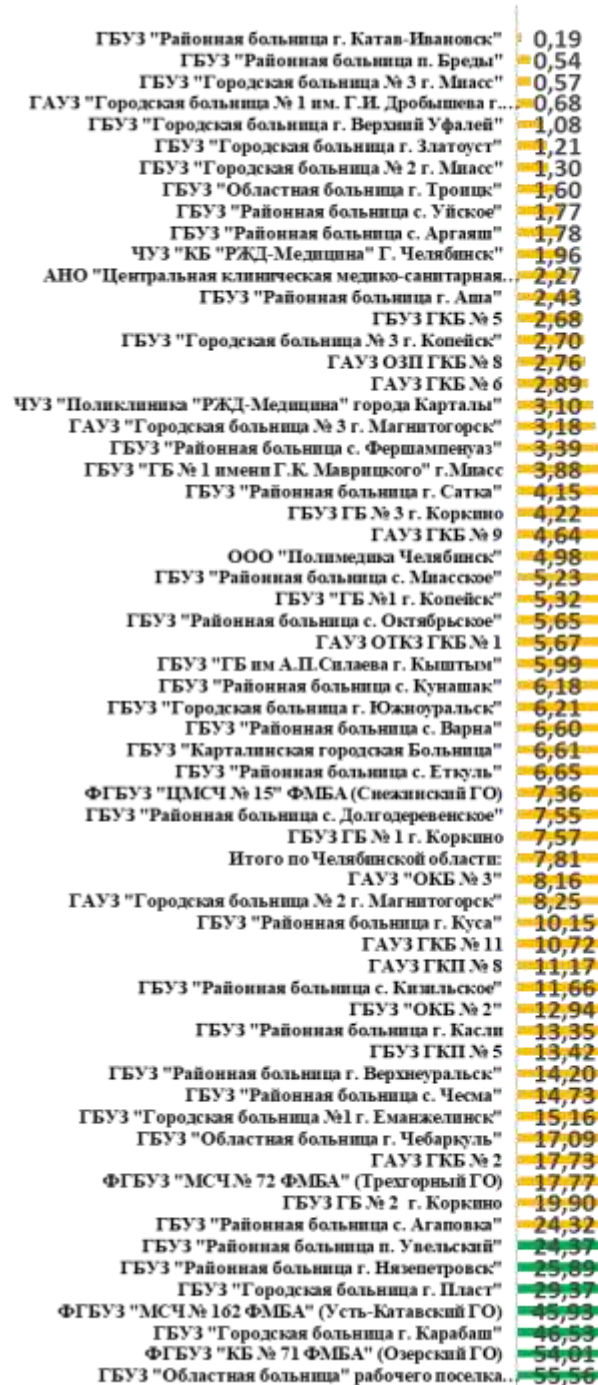 ГБУЗ "Районная больница г. Катав-Ивановск" 0,19
ГБУЗ "Районная больница п. Бреды" 0,54
ГБУЗ "Городская больница № 3 г. Миасс" 0,57
ГАУЗ "Городская больница № 1 им. Г.И. Дробышева г.… 0,68
ГБУЗ "Городская больница г. Верхний Уфалей" 1,08
ГБУЗ "Городская больница г. Златоуст" 1,21
ГБУЗ "Городская больница № 2 г. Миасс" 1,30
ГБУЗ "Областная больница г. Троицк" 1,60
ГБУЗ "Районная больница с. Уйское" 1,77
ГБУЗ "Районная больница с. Аргаяш" 1,78
ЧУЗ "КБ "РЖД-Медицина" Г. Челябинск" 1,96
АНО "Центральная клиническая медико-санитарная… 2,27
ГБУЗ "Районная больница г. Аша" 2,43
ГБУЗ ГКБ № 5 2,68
ГБУЗ "Городская больница № 3 г. Копейск" 2,70
ГАУЗ ОЗП ГКБ № 8 2,76
ГАУЗ ГКБ № 6 2,89
ЧУЗ "Поликлиника "РЖД-Медицина" города Карталы" 3,10
ГАУЗ "Городская больница № 3 г. Магнитогорск" 3,18
ГБУЗ "Районная больница с. Фершампенуаз" 3,39
ГБУЗ "ГБ № 1 имени Г.К. Маврицкого" г.Миасс 3,88
ГБУЗ "Районная больница г. Сатка" 4,15
ГБУЗ ГБ № 3 г. Коркино 4,22
ГАУЗ ГКБ № 9 4,64
ООО "Полимедика Челябинск" 4,98
ГБУЗ "Районная больница с. Миасское" 5,23
ГБУЗ "ГБ №1 г. Копейск" 5,32
ГБУЗ "Районная больница с. Октябрьское" 5,65
ГАУЗ ОТКЗ ГКБ № 1 5,67
ГБУЗ "ГБ им А.П.Силаева г. Кыштым" 5,99
ГБУЗ "Районная больница с. Кунашак" 6,18
ГБУЗ "Городская больница г. Южноуральск" 6,21
ГБУЗ "Районная больница с. Варна" 6,60
ГБУЗ "Карталинская городская Больница" 6,61
ГБУЗ "Районная больница с. Еткуль" 6,65
ФГБУЗ "ЦМСЧ № 15" ФМБА (Снежинский ГО) 7,36
ГБУЗ "Районная больница с. Долгодеревенское" 7,55
ГБУЗ ГБ № 1 г. Коркино 7,57
Итого по Челябинской области: 7,81
ГАУЗ "ОКБ № 3" 8,16
ГАУЗ "Городская больница № 2 г. Магнитогорск" 8,25
ГБУЗ "Районная больница г. Куса" 10,15
ГАУЗ ГКБ № 11 10,72
ГАУЗ ГКП № 8 11,17
ГБУЗ "Районная больница с. Кизильское" 11,66
ГБУЗ "ОКБ № 2" 12,94
ГБУЗ "Районная больница г. Касли 13,35
ГБУЗ ГКП № 5 13,42
ГБУЗ "Районная больница г. Верхнеуральск" 14,20
ГБУЗ "Районная больница с. Чесма" 14,73
ГБУЗ "Городская больница №1 г. Еманжелинск" 15,16
ГБУЗ "Областная больница г. Чебаркуль" 17,09
ГАУЗ ГКБ № 2 17,73
ФГБУЗ "МСЧ № 72 ФМБА" (Трехгорный ГО) 17,77
ГБУЗ ГБ № 2 г. Коркино 19,90
ГБУЗ "Районная больница с. Агаповка" 24,32
ГБУЗ "Районная больница п. Увельский" 24,37
ГБУЗ "Районная больница г. Нязепетровск" 25,89
ГБУЗ "Городская больница г. Пласт" 29,37
ФГБУЗ "МСЧ № 162 ФМБА" (Усть-Катавский ГО) 45,93
ГБУЗ "Городская больница г. Карабаш" 46,53
ФГБУЗ "КБ № 71 ФМБА" (Озерский ГО) 54,01
ГБУЗ "Областная больница" рабочего поселка… 55,56